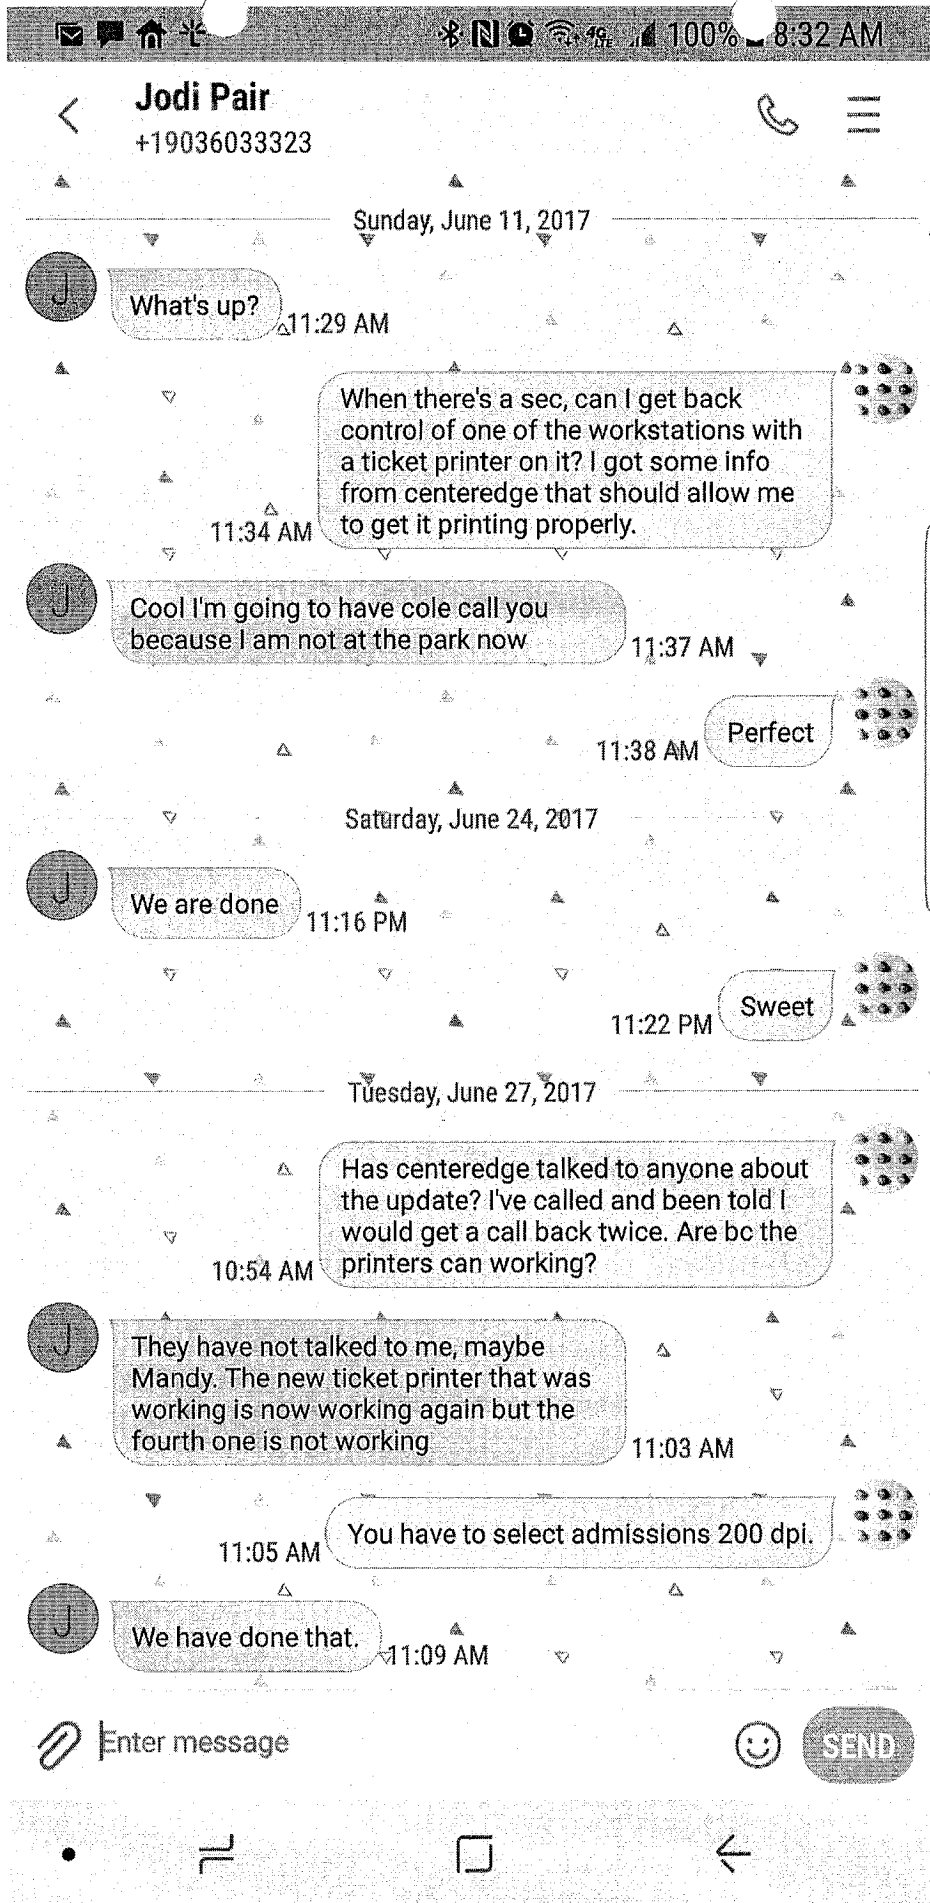 4G
LTE
100%
8:32 AM
Jodi Pair
+19036033323
Sunday, June 11, 2017
J
What's up?
11:29 AM
When there's a sec, can I get back
control of one of the workstations with
a ticket printer on it? I got some info
from centeredge that should allow me
to get it printing properly.
11:34 AM
J
Cool I'm going to have cole call you
because I am not at the park now
11:37 AM
Perfect
11:38 AM
Saturday, June 24, 2017
J
We are done
11:16 PM
Sweet
11:22 PM
Tuesday, June 27, 2017
Has centeredge talked to anyone about
the update? I've called and been told I
would get a call back twice. Are bc the
printers can working?
10:54 AM
J
They have not talked to me, maybe
Mandy. The new ticket printer that was
working is now working again but the
fourth one is not working
11:03 AM
You have to select admissions 200 dpi.
11:05 AM
J
We have done that.
11:09 AM
Enter message
SEND